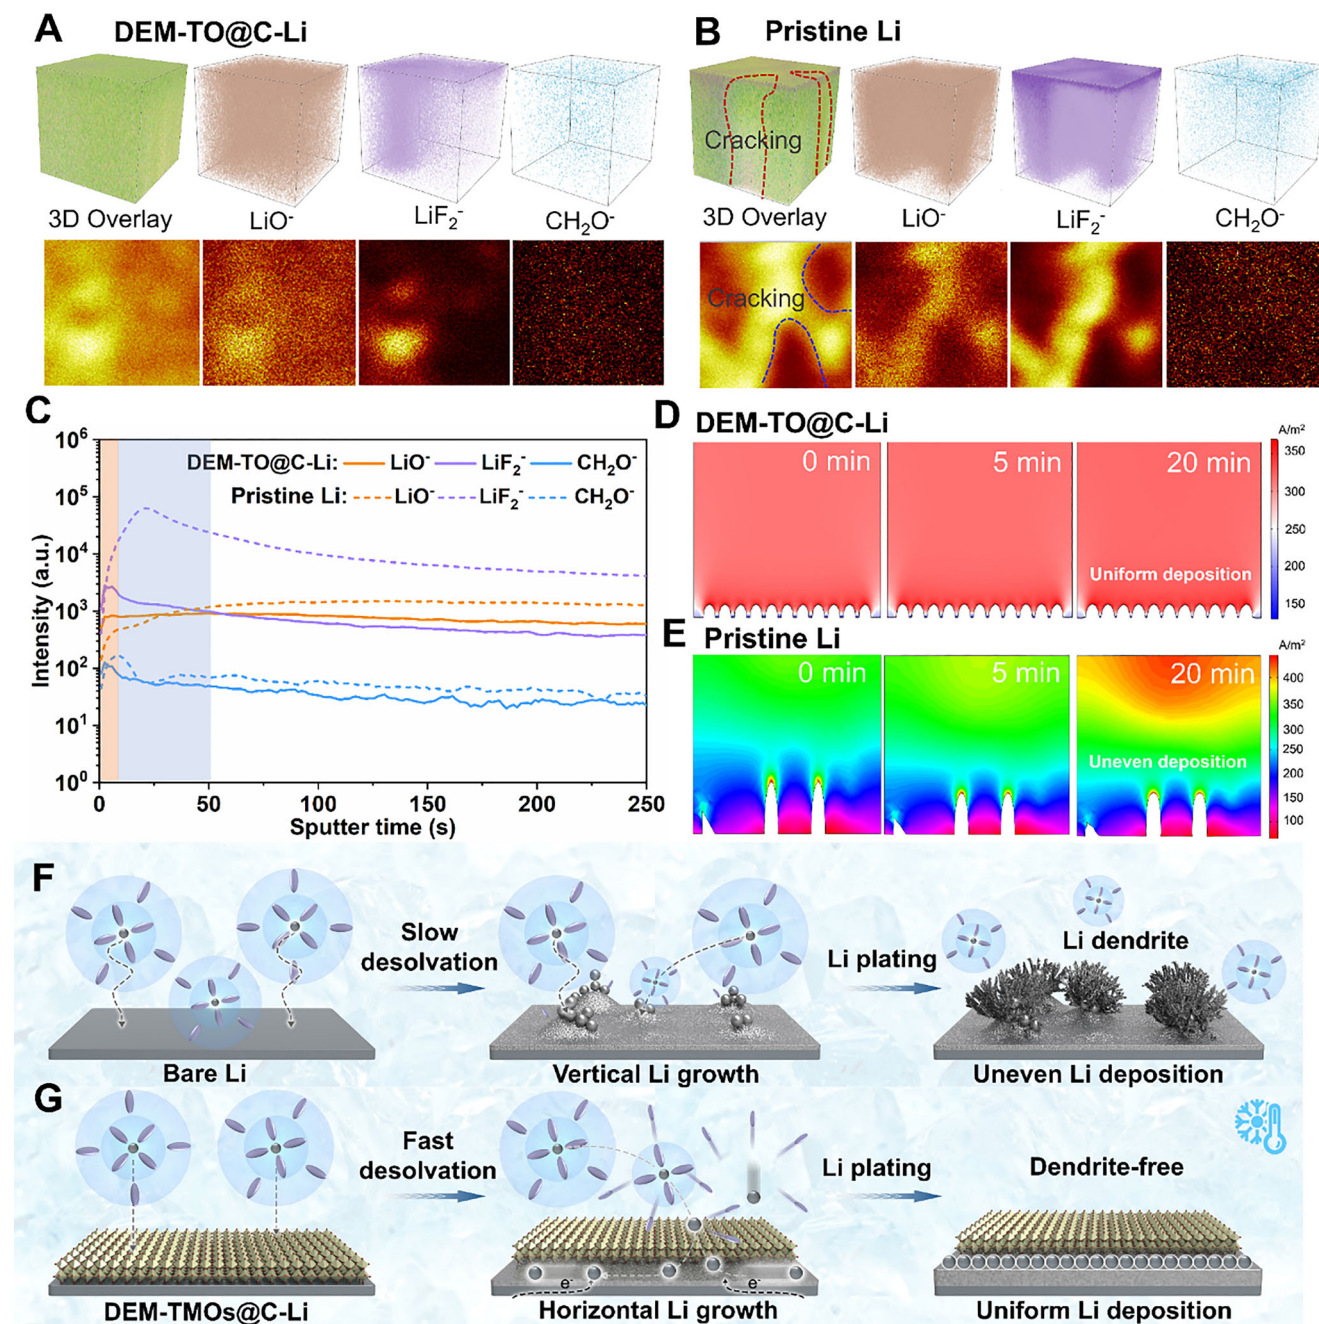 A
DEM-TO@C-Li
3D Overlay
LiO⁻
LiF₂⁻
CH₂O⁻
B
Pristine Li
Cracking
3D Overlay
LiO⁻
LiF₂⁻
CH₂O⁻
Cracking
C
Intensity (a.u.)
10⁶
10⁵
10⁴
10³
10²
10¹
10⁰
DEM-TO@C-Li: LiO⁻ LiF₂⁻ CH₂O⁻
Pristine Li: LiO⁻ LiF₂⁻ CH₂O⁻
0 50 100 150 200 250
Sputter time (s)
D
DEM-TO@C-Li
0 min
5 min
20 min
Uniform deposition
A/m²
350
300
250
200
150
E
Pristine Li
0 min
5 min
20 min
Uneven deposition
A/m²
400
350
300
250
200
150
100
F
Slow
desolvation
Li plating
Li dendrite
Bare Li
Vertical Li growth
Uneven Li deposition
G
Fast
desolvation
Li plating
Dendrite-free
e⁻
e⁻
DEM-TMOs@C-Li
Horizontal Li growth
Uniform Li deposition